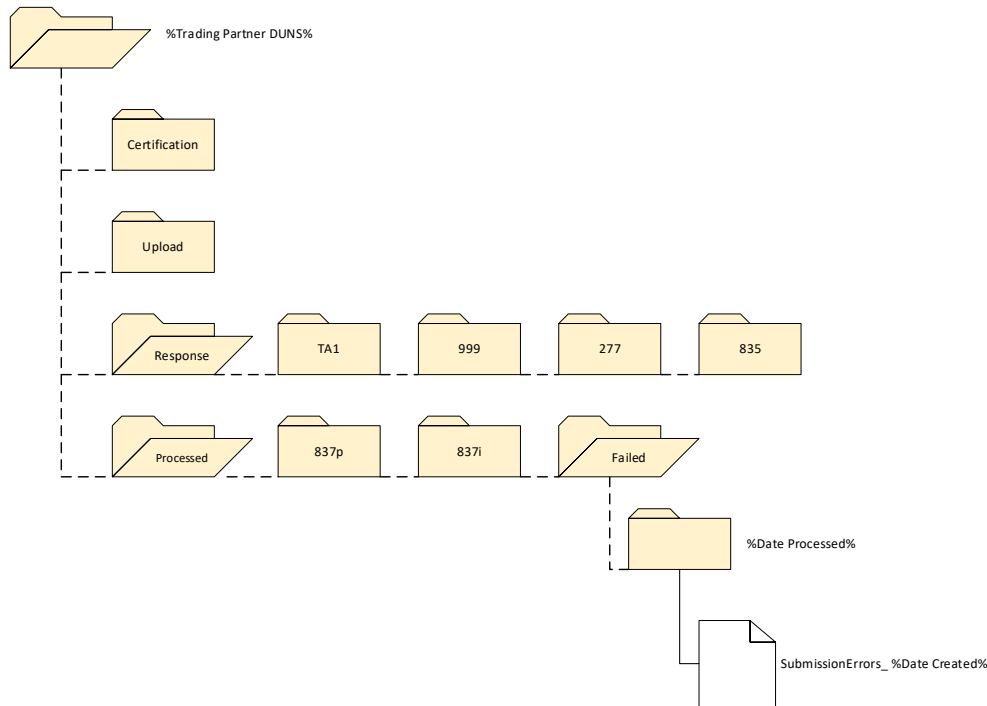 %Trading Partner DUNS%
Certification
Upload
Response
TA1
999
277
835
Processed
837p
837i
Failed
%Date Processed%
SubmissionErrors_ %Date Created%